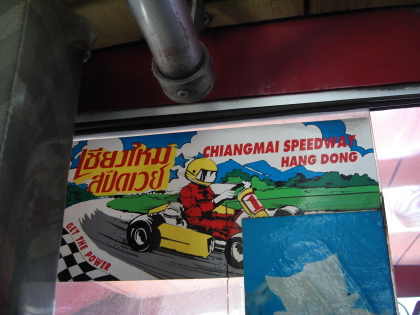 เชียงใหม่
สปีดเวย์
CHIANGMAI SPEEDWAY
HANG DONG
1
GET THE POWER